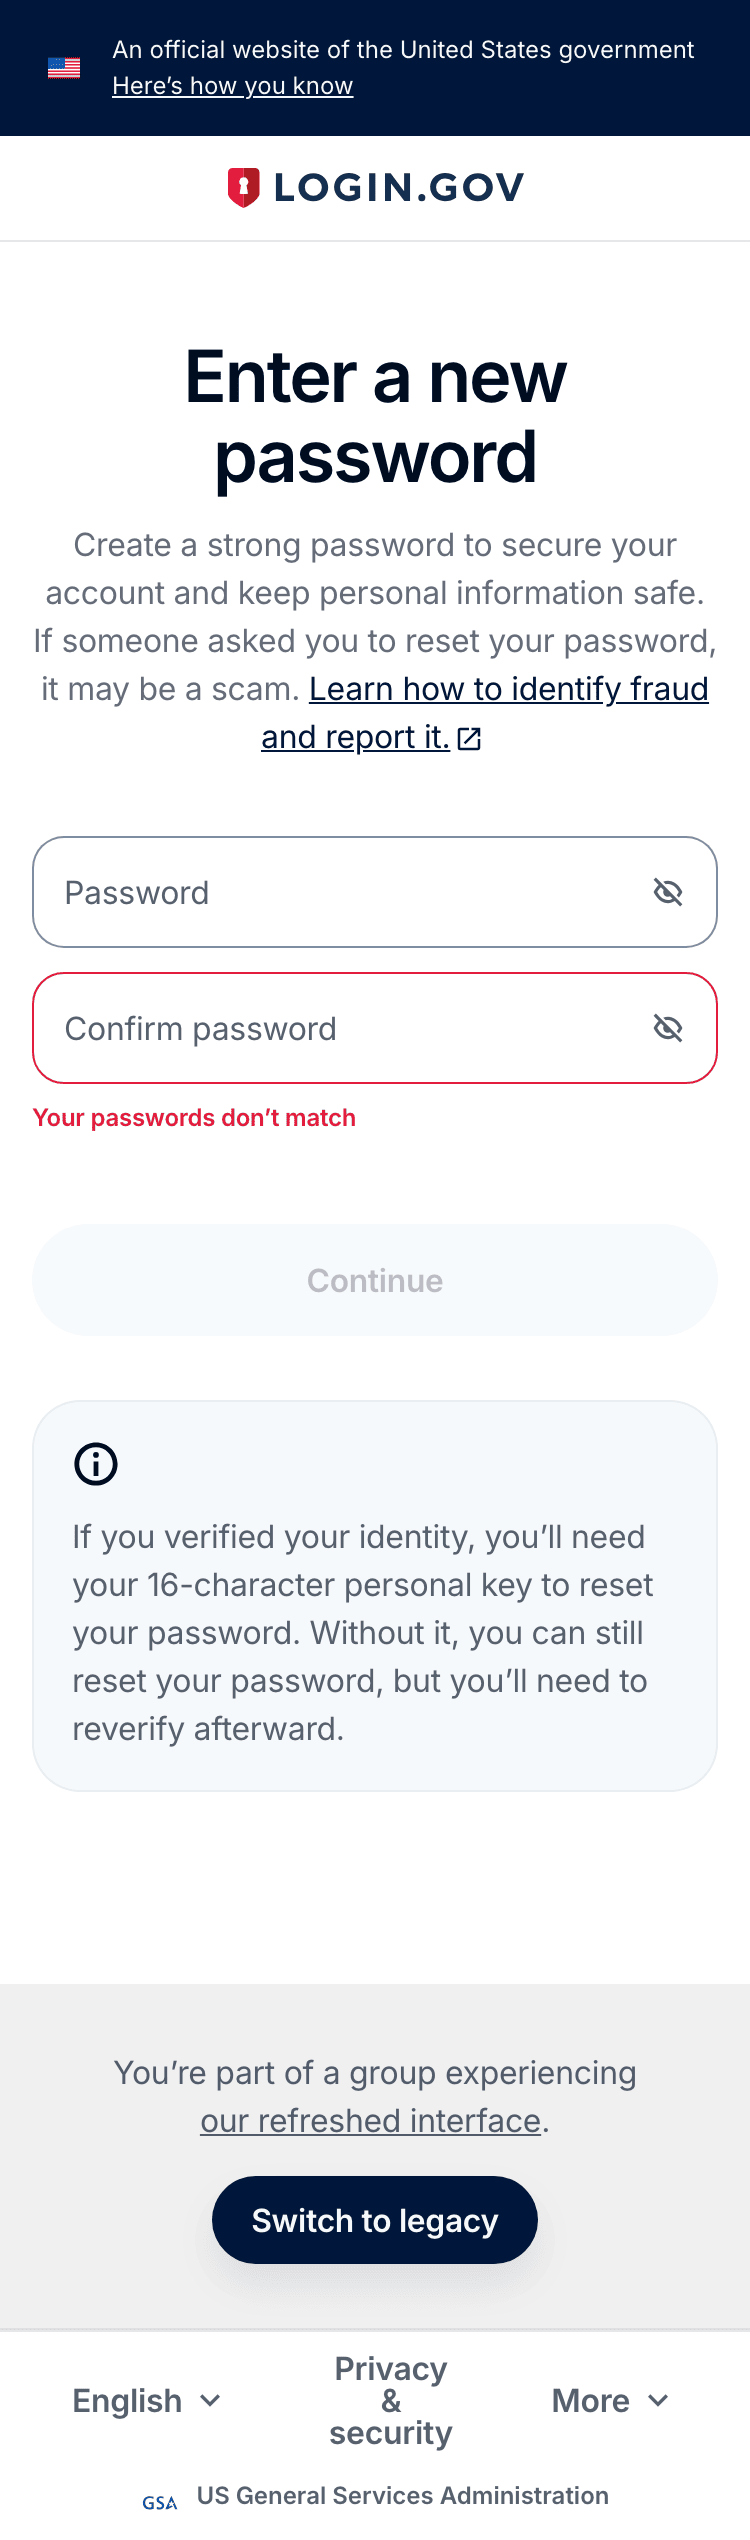 An official website of the United States government
Here’s how you know
LOGIN.GOV
Enter a new
password
Create a strong password to secure your
account and keep personal information safe.
If someone asked you to reset your password,
it may be a scam. Learn how to identify fraud
and report it.
Password
Confirm password
Your passwords don’t match
Continue
If you verified your identity, you’ll need
your 16-character personal key to reset
your password. Without it, you can still
reset your password, but you’ll need to
reverify afterward.
You’re part of a group experiencing
our refreshed interface.
Switch to legacy
English
Privacy
&
security
More
GSA US General Services Administration